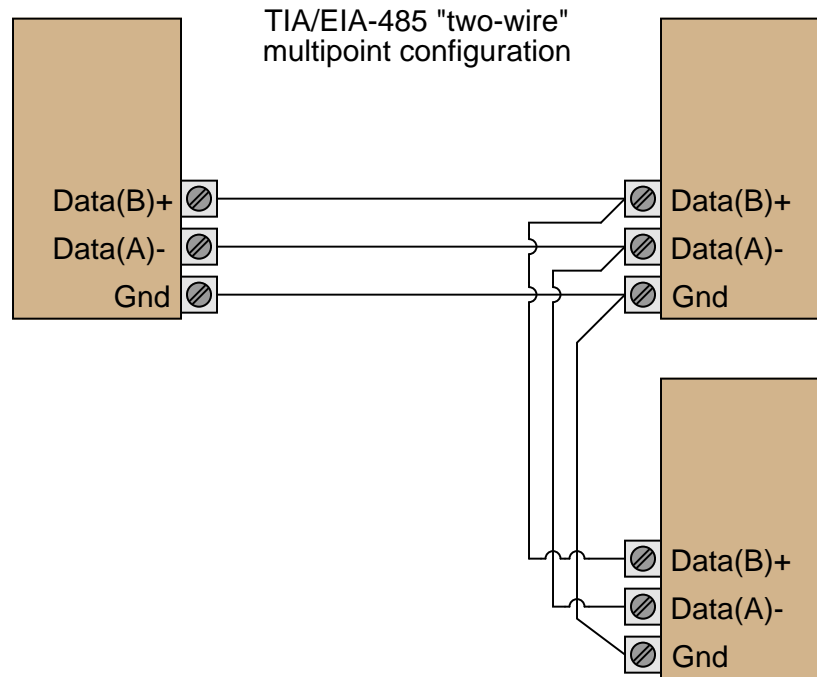 TIA/EIA-485 "two-wire"
multipoint configuration
Data(B)+
Data(A)-
Gnd
Data(B)+
Data(A)-
Gnd
Data(B)+
Data(A)-
Gnd